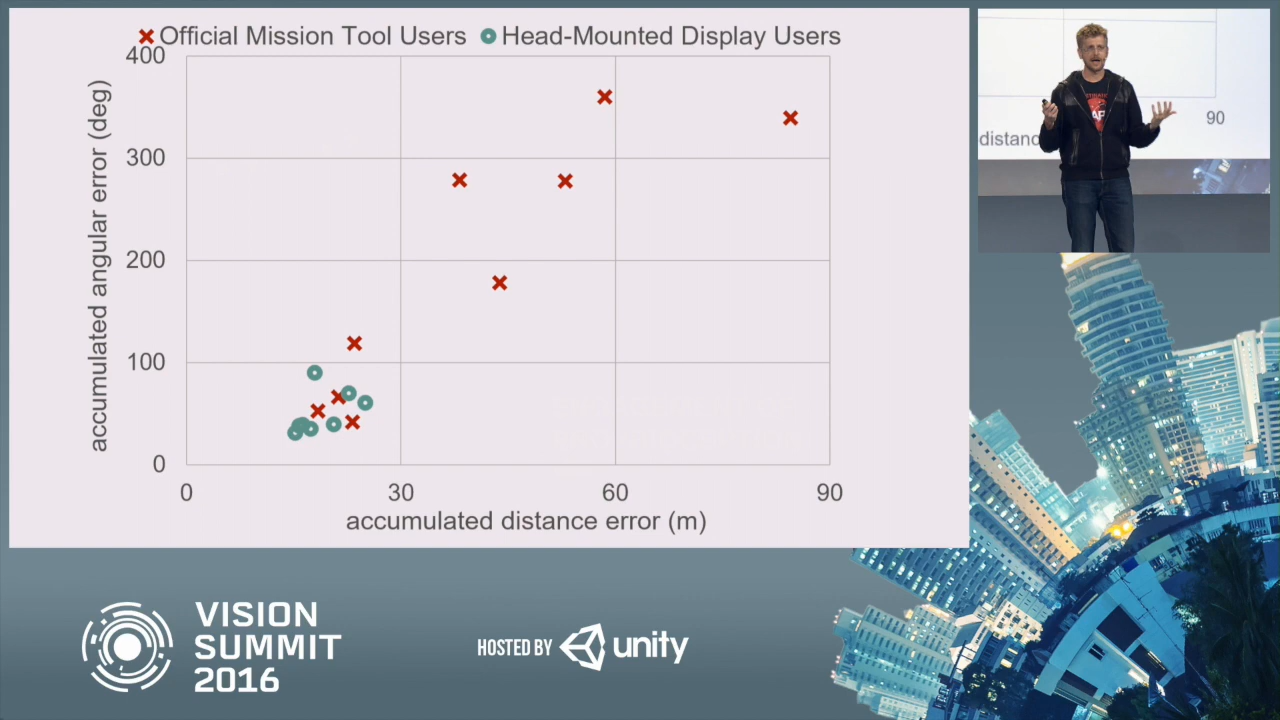 Official Mission Tool Users
Head-Mounted Display Users
400
300
200
100
0
accumulated angular error (deg)
0
30
60
90
accumulated distance error (m)
90
distanc
VISION
SUMMIT
2016
HOSTED BY
unity